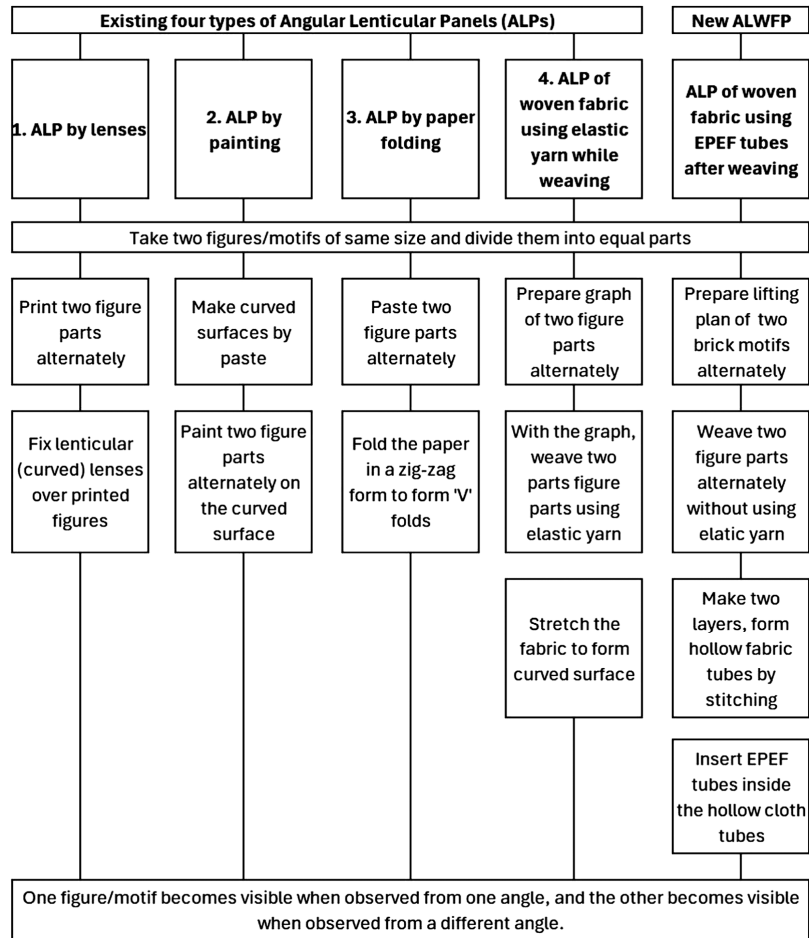 Existing four types of Angular Lenticular Panels (ALPs)
New ALWFP
1. ALP by lenses
2. ALP by
painting
3. ALP by paper
folding
4. ALP of
woven fabric
using elastic
yarn while
weaving
ALP of woven
fabric using
EPEF tubes
after weaving
Take two figures/motifs of same size and divide them into equal parts
Print two figure
parts
alternately
Make curved
surfaces by
paste
Paste two
figure parts
alternately
Prepare graph
of two figure
parts
alternately
Prepare lifting
plan of two
brick motifs
alternately
Fix lenticular
(curved) lenses
over printed
figures
Paint two figure
parts
alternately on
the curved
surface
Fold the paper
in a zig-zag
form to form 'V'
folds
With the graph,
weave two
parts figure
parts using
elastic yarn
Weave two
figure parts
alternately
without using
elatic yarn
Stretch the
fabric to form
curved surface
Make two
layers, form
hollow fabric
tubes by
stitching
Insert EPEF
tubes inside
the hollow cloth
tubes
One figure/motif becomes visible when observed from one angle, and the other becomes visible
when observed from a different angle.